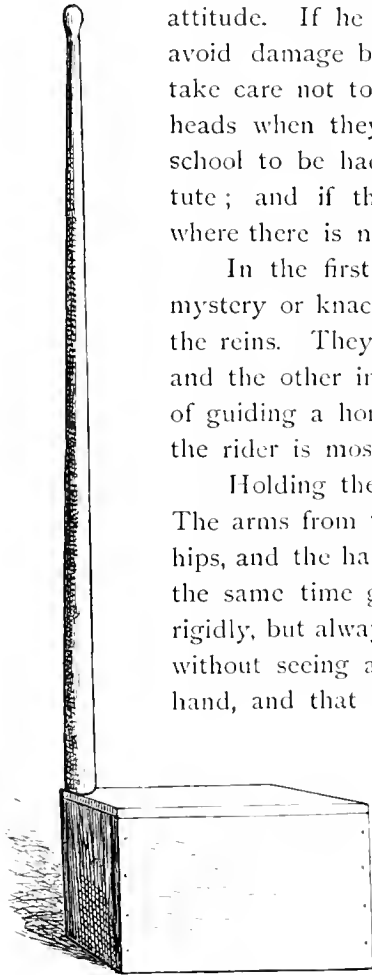 attitude. If he
avoid damage b
take care not to
heads when they
school to be had
tute ; and if th
where there is n
In the first
mystery or knac
the reins. They
and the other in
of guiding a hor
the rider is mos
Holding the
The arms from
hips, and the ha
the same time g
rigidly, but alwa
without seeing a
hand, and that